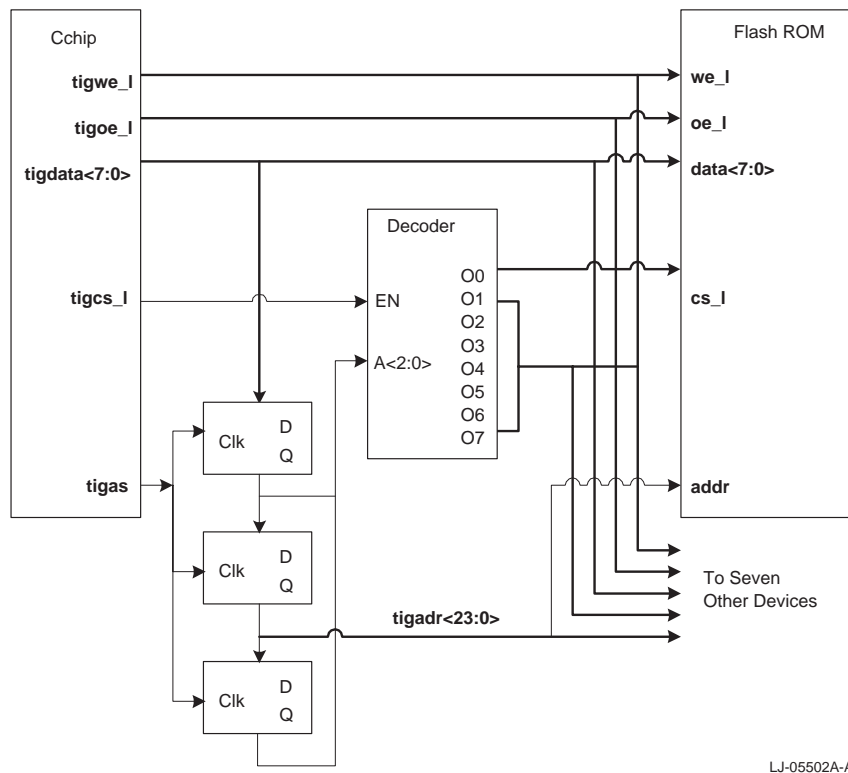 Cchip
tigwe_l
tigoe_l
tigdata<7:0>
tigcs_l
tigas
Decoder
EN
A<2:0>
O0
O1
O2
O3
O4
O5
O6
O7
Flash ROM
we_l
oe_l
data<7:0>
cs_l
addr
D
Clk
Q
D
Clk
Q
D
Clk
Q
tigadr<23:0>
To Seven
Other Devices